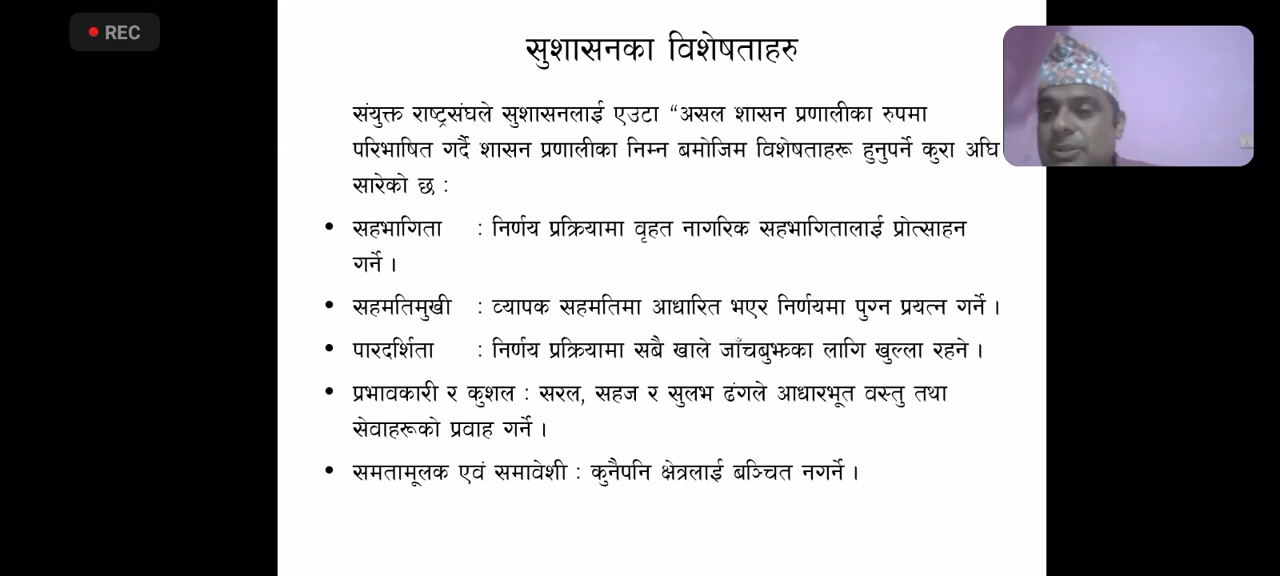 REC
सुशासनका विशेषताहरु
संयुक्त राष्ट्रसंघले सुशासनलाई एउटा “असल शासन प्रणालीका रुपमा
परिभाषित गर्दै शासन प्रणालीका निम्न बमोजिम विशेषताहरू हुनुपर्ने कुरा अघि
सारेको छ :
• सहभागिता : निर्णय प्रक्रियामा वृहत नागरिक सहभागितालाई प्रोत्साहन
गर्ने ।
• सहमतिमुखी : व्यापक सहमतिमा आधारित भएर निर्णयमा पुग्न प्रयत्न गर्ने ।
• पारदर्शिता : निर्णय प्रक्रियामा सबै खाले जाँचबुझका लागि खुल्ला रहने ।
• प्रभावकारी र कुशल : सरल, सहज र सुलभ ढंगले आधारभूत वस्तु तथा
सेवाहरूको प्रवाह गर्ने ।
• समतामूलक एवं समावेशी : कुनैपनि क्षेत्रलाई बञ्चित नगर्ने ।